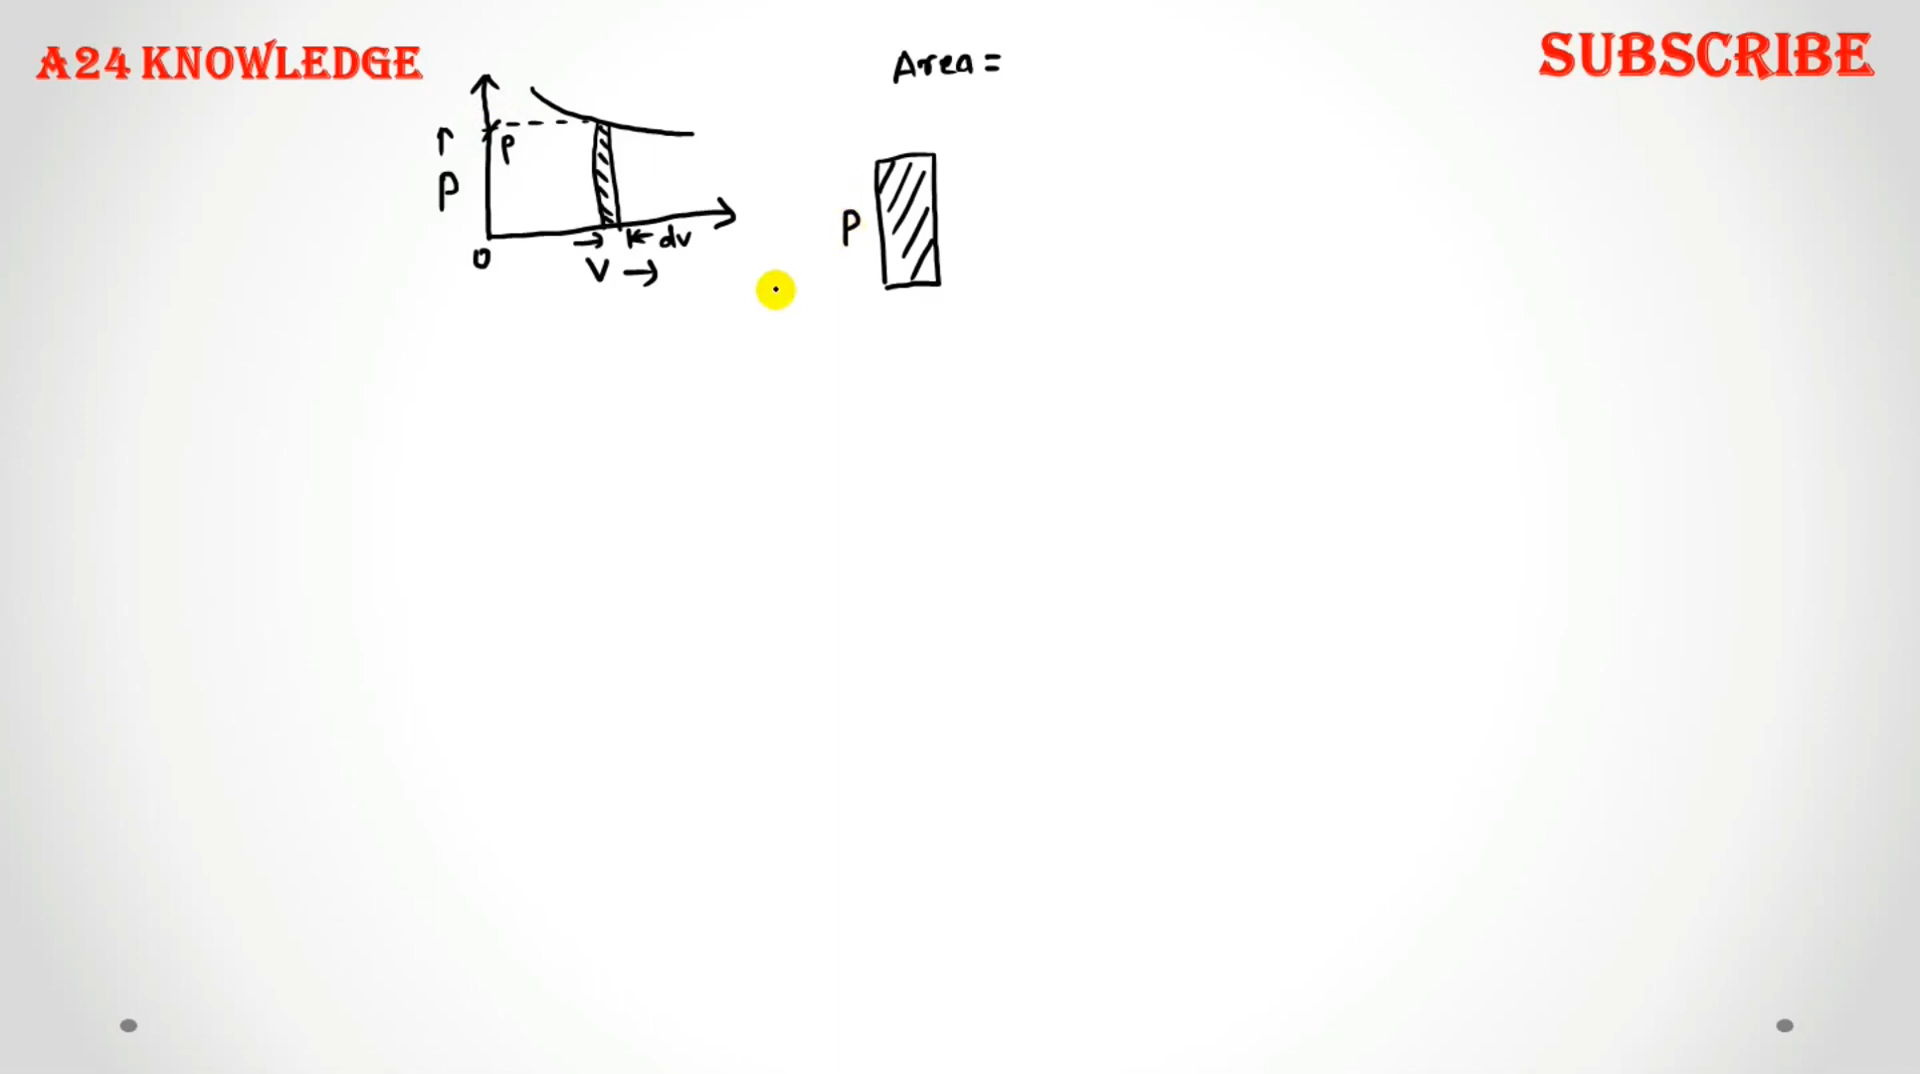 A24 KNOWLEDGE
Area =
SUBSCRIBE
↑
P
p
P
0
→ ← dv
V →